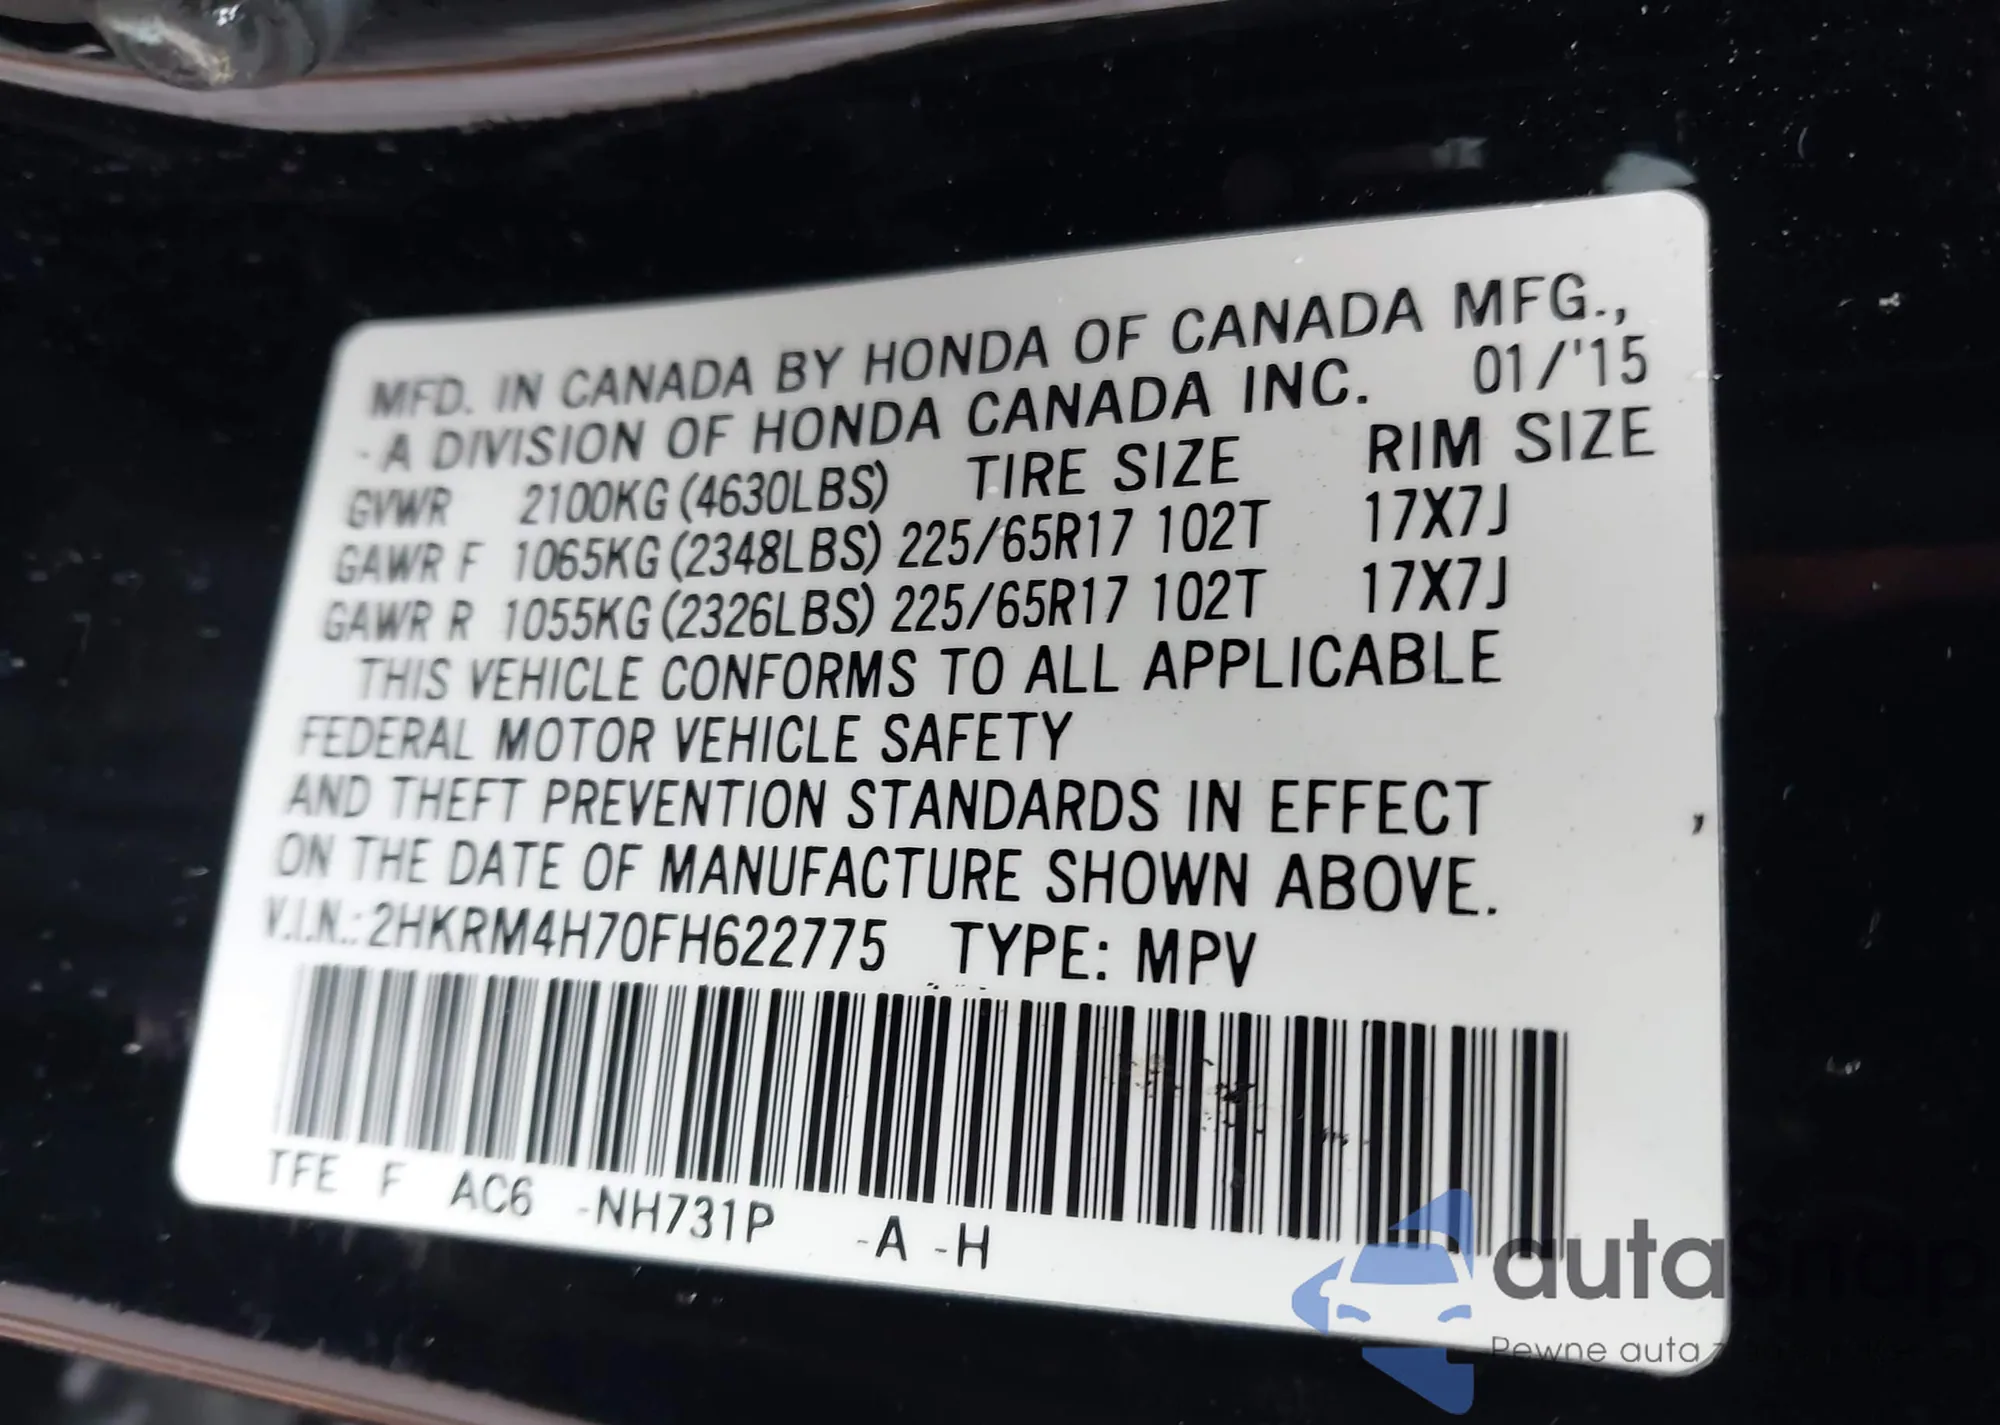 MFD. IN CANADA BY HONDA OF CANADA MFG.,
-A DIVISION OF HONDA CANADA INC. 01/'15
GVWR 2100KG (4630LBS) TIRE SIZE RIM SIZE
GAWR F 1065KG (2348LBS) 225/65R17 102T 17X7J
GAWR R 1055KG (2326LBS) 225/65R17 102T 17X7J
THIS VEHICLE CONFORMS TO ALL APPLICABLE
FEDERAL MOTOR VEHICLE SAFETY
AND THEFT PREVENTION STANDARDS IN EFFECT
ON THE DATE OF MANUFACTURE SHOWN ABOVE.
V.I.N.: 2HKRM4H70FH622775 TYPE: MPV
TFE F AC6 -NH731P -A -H
autaShop
Pewne auta